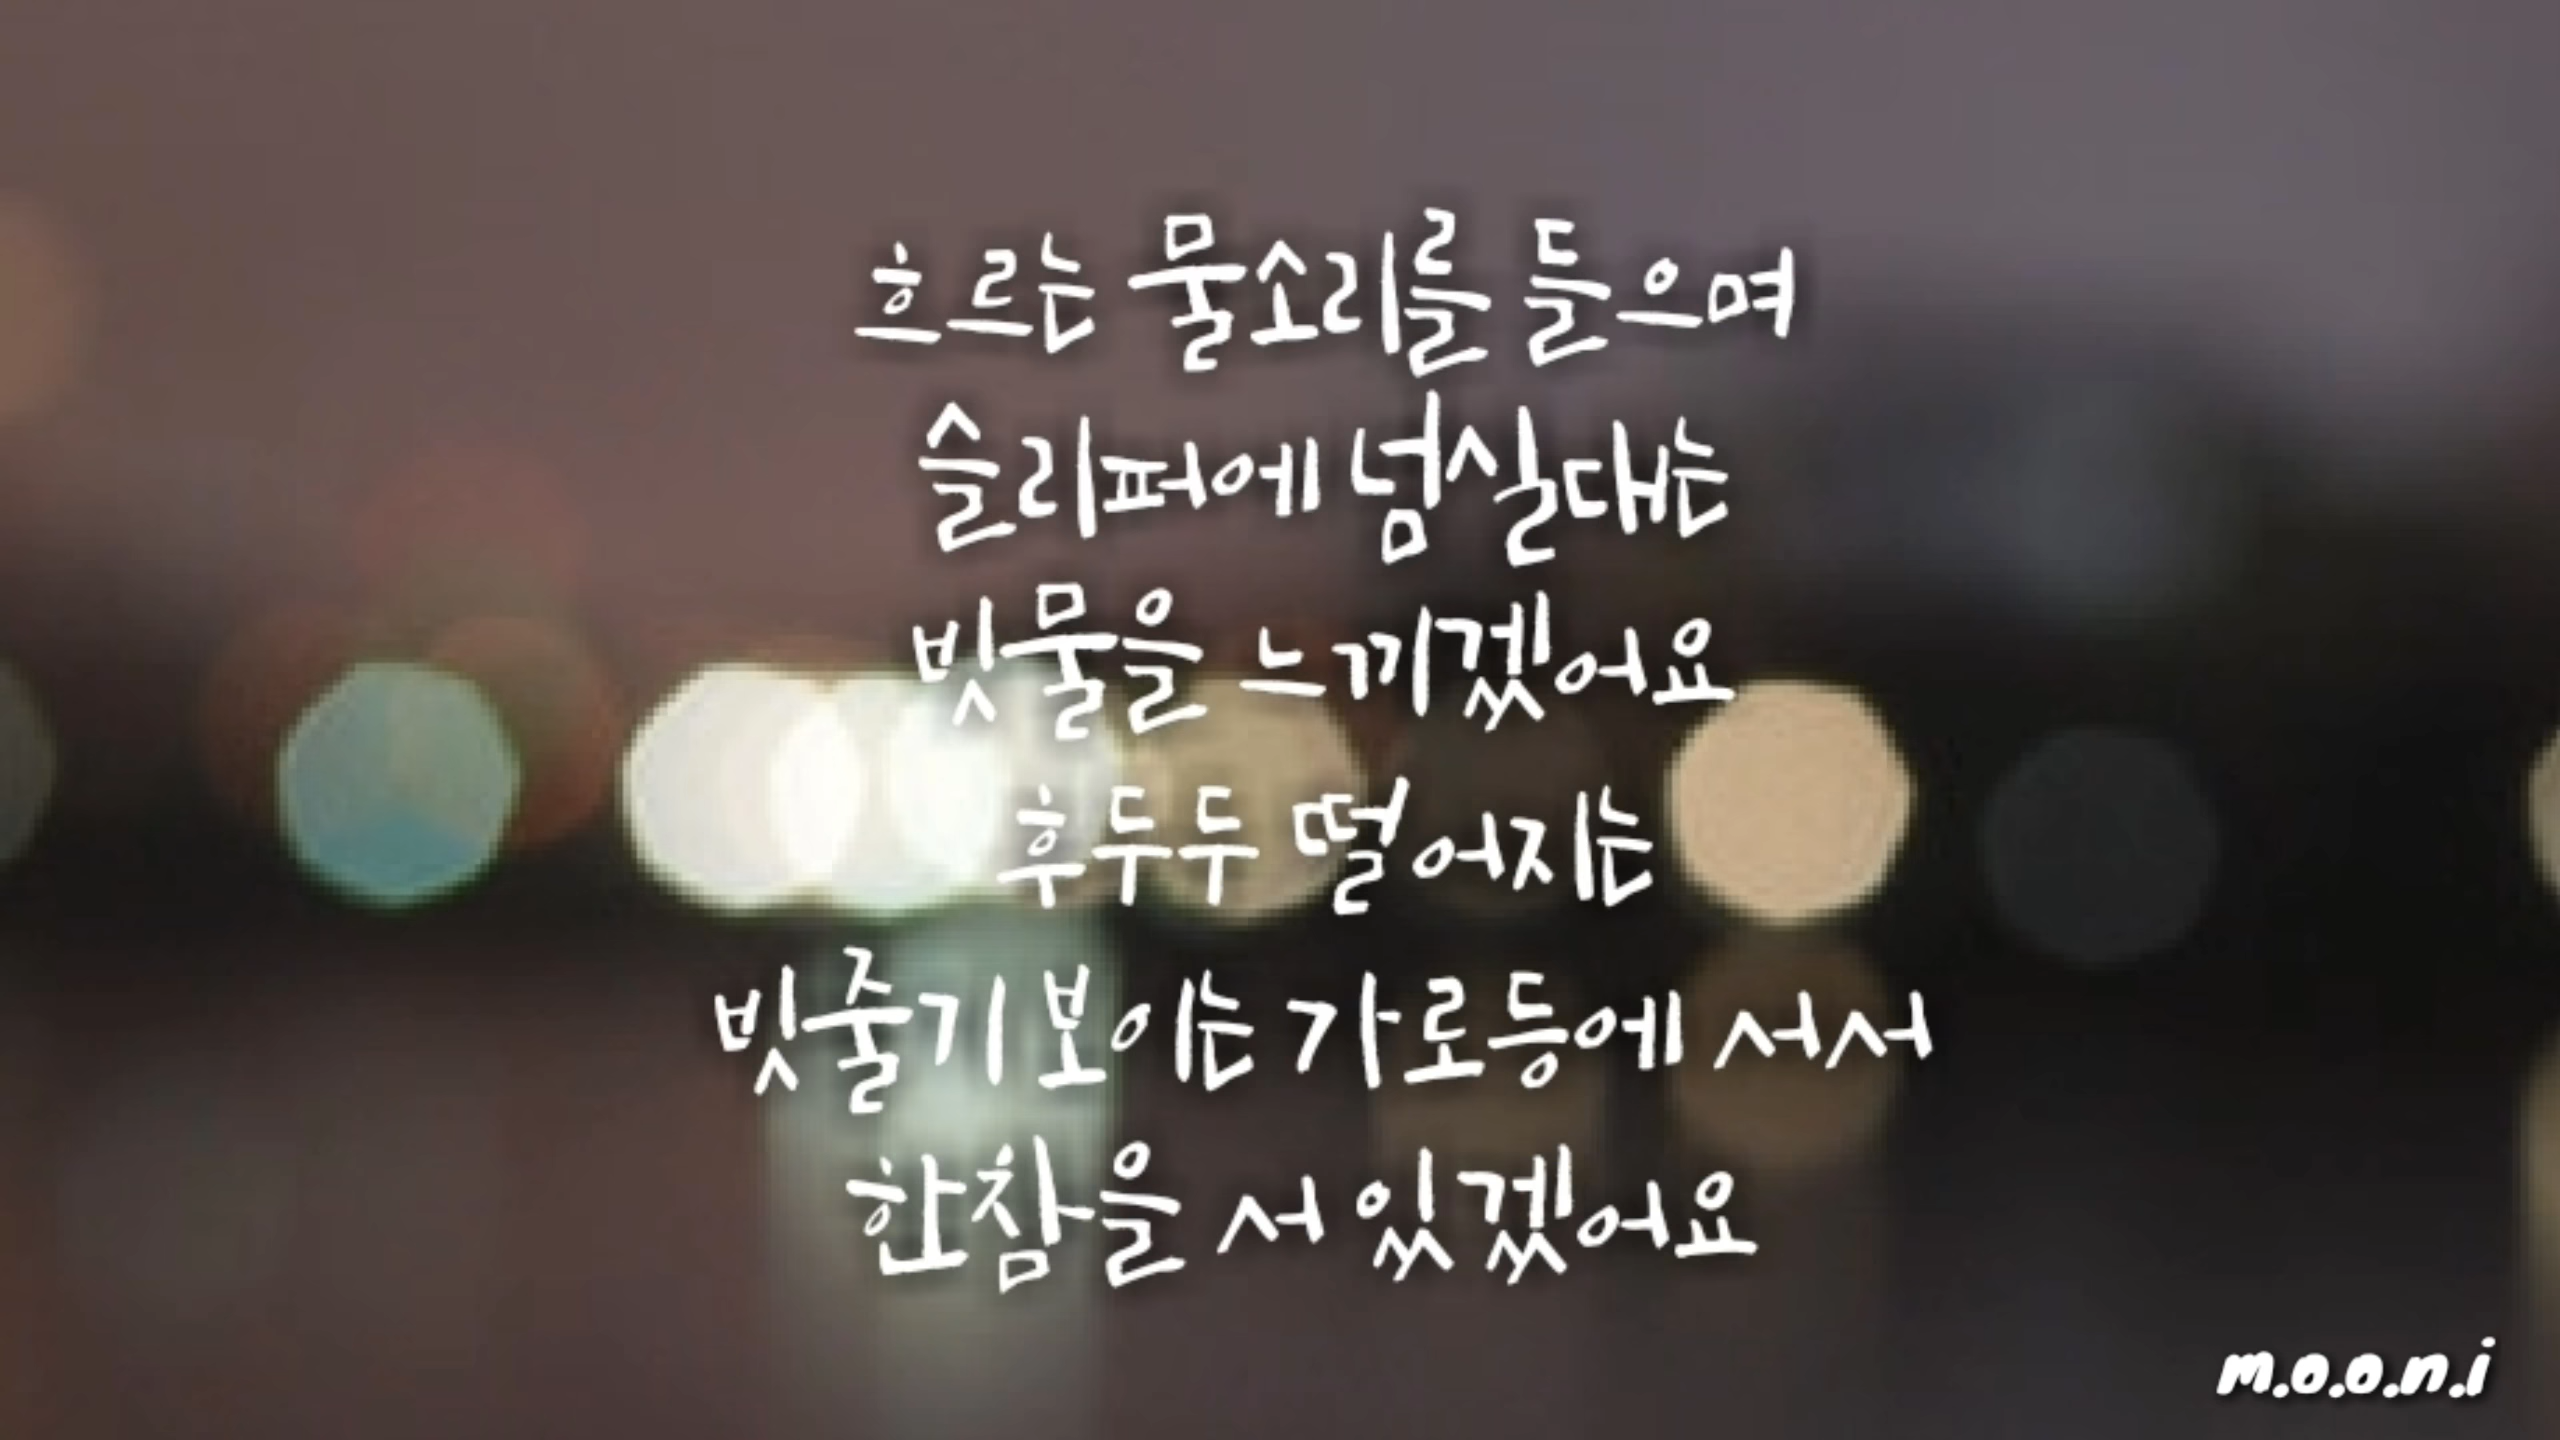 흐르는 물소리를 들으며
슬리퍼에 넘실대는
빗물을 느끼겠어요
후두두 떨어지는
빗줄기 보이는 가로등에 서서
한참을 서 있겠어요
m.o.o.n.i